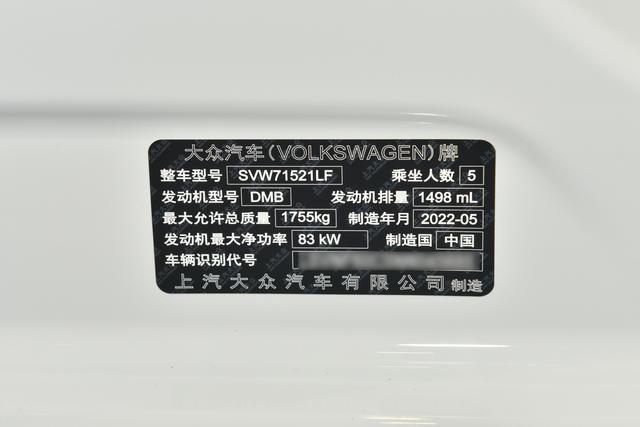 大众汽车(VOLKSWAGEN)牌
整车型号 SVW71521LF 乘坐人数 5
发动机型号 DMB 发动机排量 1498 mL
最大允许总质量 1755kg 制造年月 2022-05
发动机最大净功率 83 kW 制造国 中国
车辆识别代号
上汽大众汽车有限公司 制造